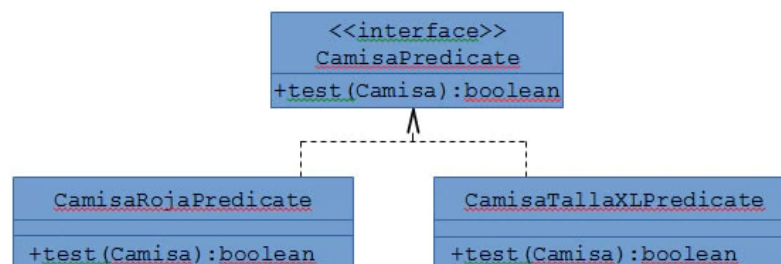 <<interface>>
CamisaPredicate
+test(Camisa):boolean
CamisaRojaPredicate
+test(Camisa):boolean
CamisaTallaXLPredicate
+test(Camisa):boolean